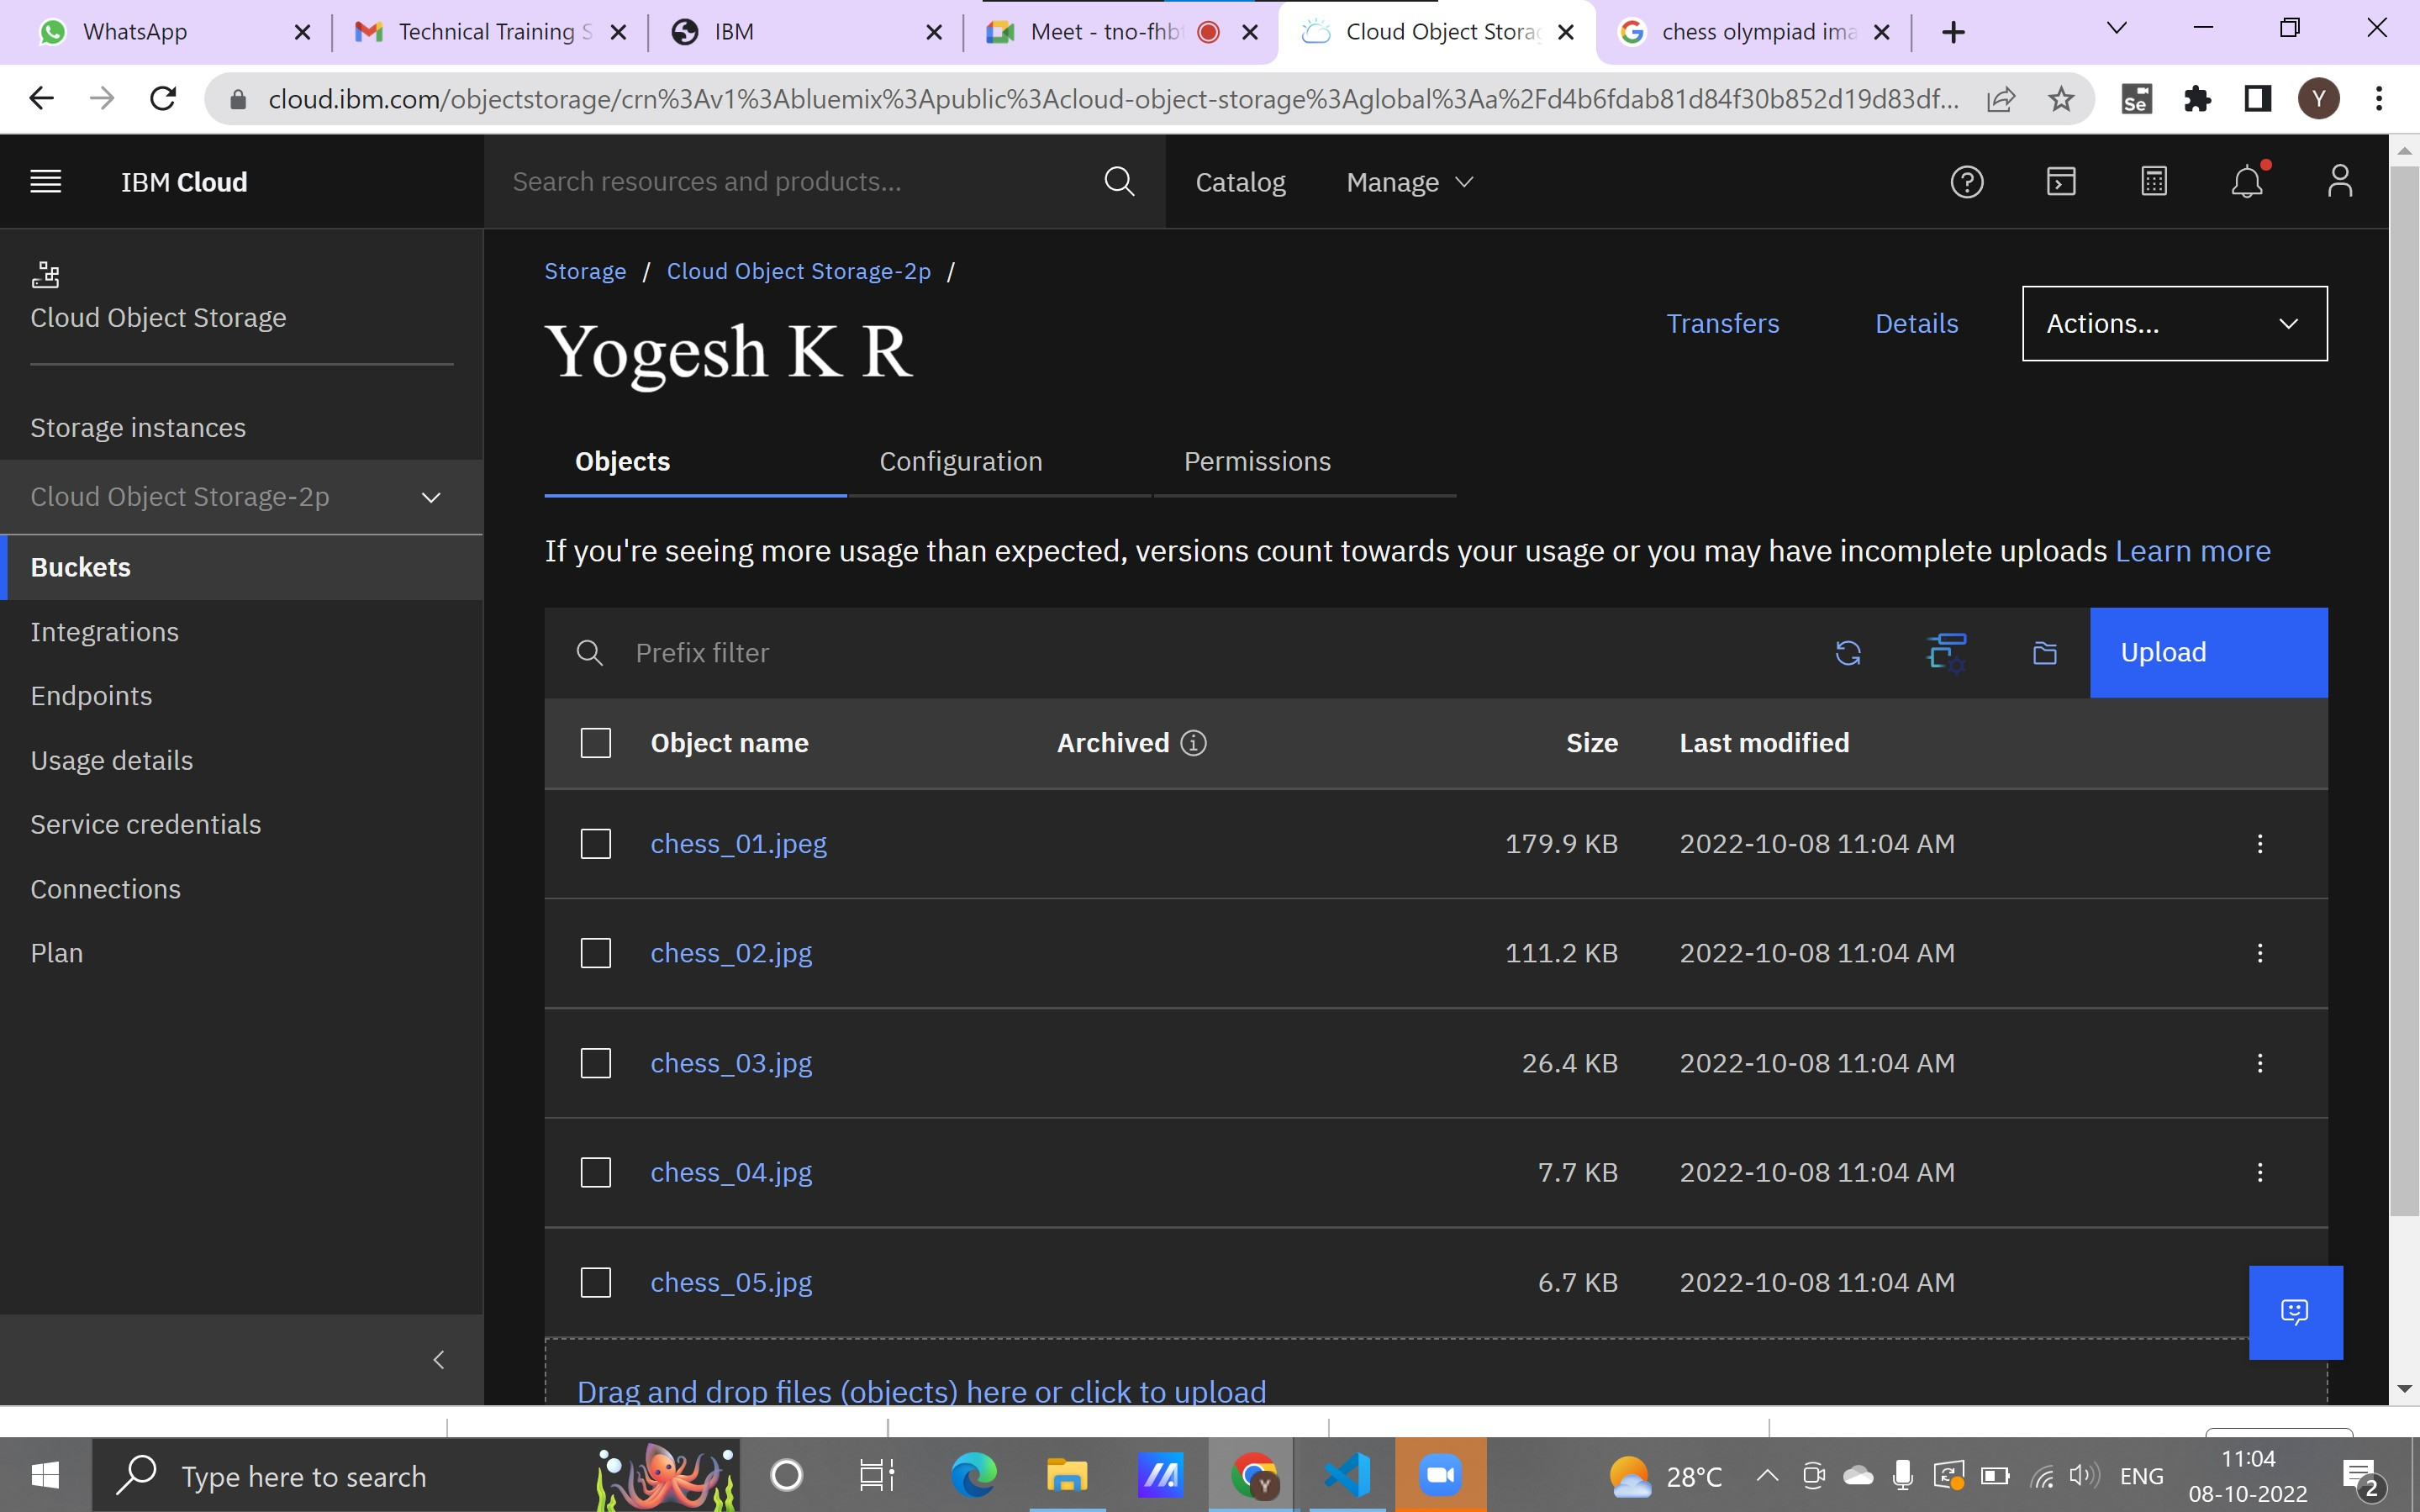 WhatsApp
Technical Training S
IBM
Meet - tno-fhb
Cloud Object Stora
chess olympiad ima
cloud.ibm.com/objectstorage/crn%3Av1%3Abluemix%3Apublic%3Acloud-object-storage%3Aglobal%3Aa%2Fd4b6fdab81d84f30b852d19d83df...
Se
Y
IBM Cloud
Search resources and products...
Catalog
Manage
Cloud Object Storage
Storage instances
Cloud Object Storage-2p
Buckets
Integrations
Endpoints
Usage details
Service credentials
Connections
Plan
Storage / Cloud Object Storage-2p /
Yogesh K R
Transfers
Details
Actions...
Objects
Configuration
Permissions
If you're seeing more usage than expected, versions count towards your usage or you may have incomplete uploads Learn more
Prefix filter
Upload
Object name Archived Size Last modified
chess_01.jpeg 179.9 KB 2022-10-08 11:04 AM
chess_02.jpg 111.2 KB 2022-10-08 11:04 AM
chess_03.jpg 26.4 KB 2022-10-08 11:04 AM
chess_04.jpg 7.7 KB 2022-10-08 11:04 AM
chess_05.jpg 6.7 KB 2022-10-08 11:04 AM
Drag and drop files (objects) here or click to upload
Type here to search
Y
28°C
ENG
11:04
08-10-2022
2